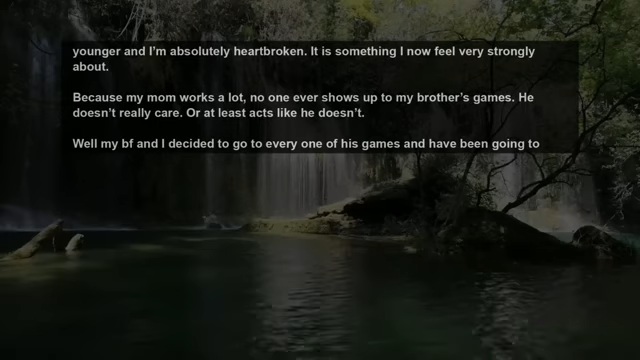 younger and I'm absolutely heartbroken. It is something I now feel very strongly
about.
Because my mom works a lot, no one ever shows up to my brother's games. He
doesn't really care. Or at least acts like he doesn't.
Well my bf and I decided to go to every one of his games and have been going to